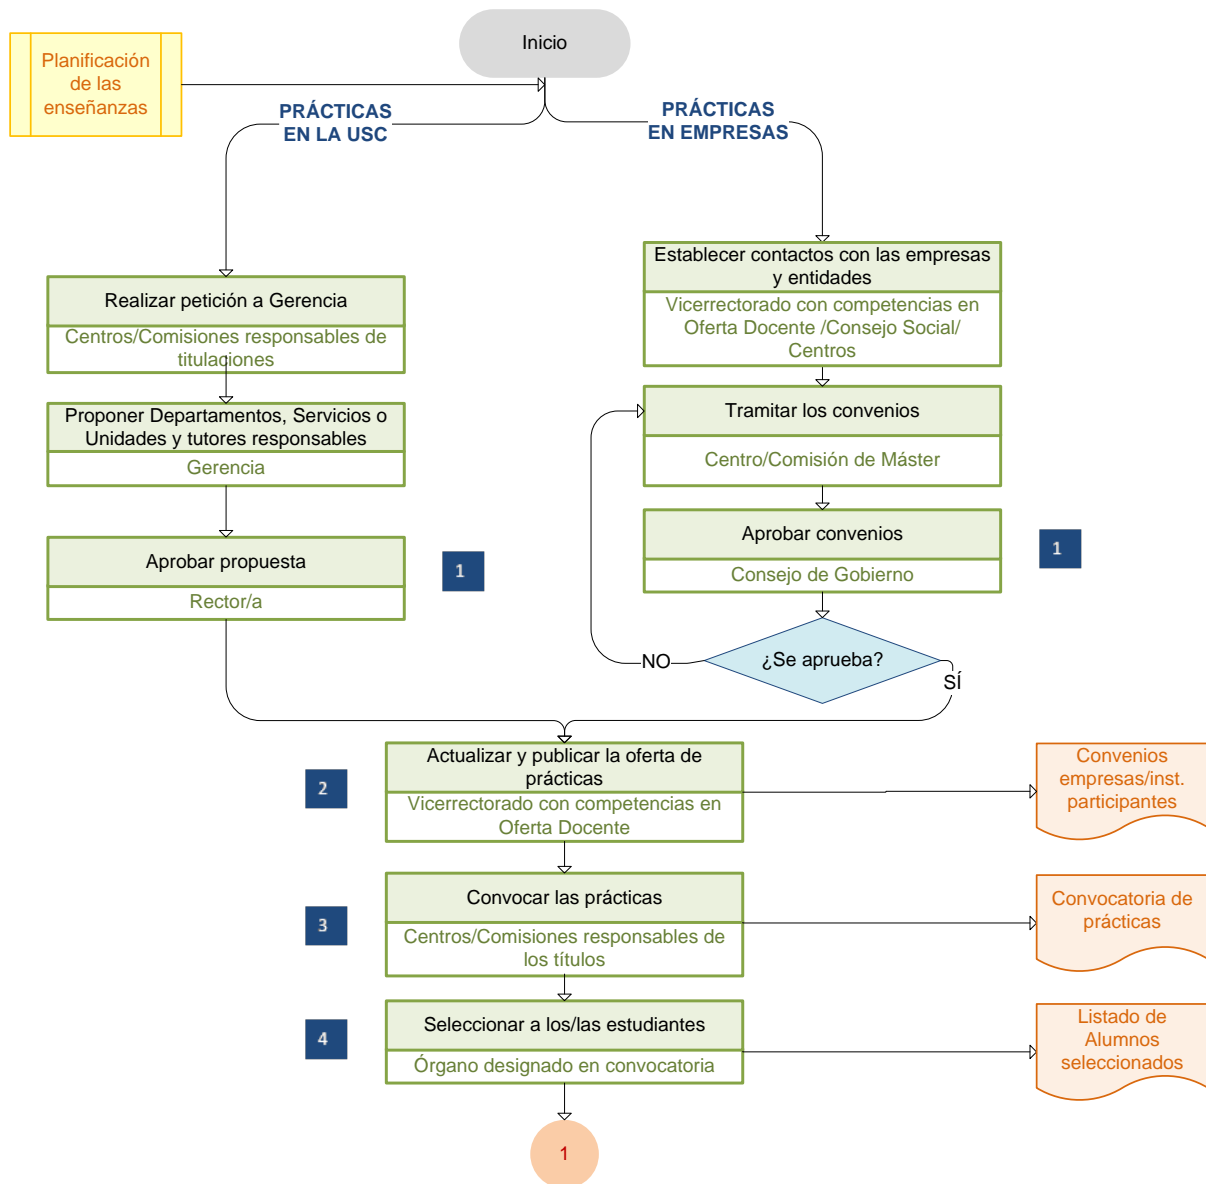 Inicio
Planificación
de las
enseñanzas
PRÁCTICAS
EN LA USC
PRÁCTICAS
EN EMPRESAS
Realizar petición a Gerencia
Centros/Comisiones responsables de
titulaciones
Proponer Departamentos, Servicios o
Unidades y tutores responsables
Gerencia
Aprobar propuesta
Rector/a
1
Establecer contactos con las empresas
y entidades
Vicerrectorado con competencias en
Oferta Docente /Consejo Social/
Centros
Tramitar los convenios
Centro/Comisión de Máster
Aprobar convenios
Consejo de Gobierno
1
¿Se aprueba?
NO
SÍ
2
Actualizar y publicar la oferta de
prácticas
Vicerrectorado con competencias en
Oferta Docente
Convenios
empresas/inst.
participantes
3
Convocar las prácticas
Centros/Comisiones responsables de
los títulos
Convocatoria de
prácticas
4
Seleccionar a los/las estudiantes
Órgano designado en convocatoria
Listado de
Alumnos
seleccionados
1